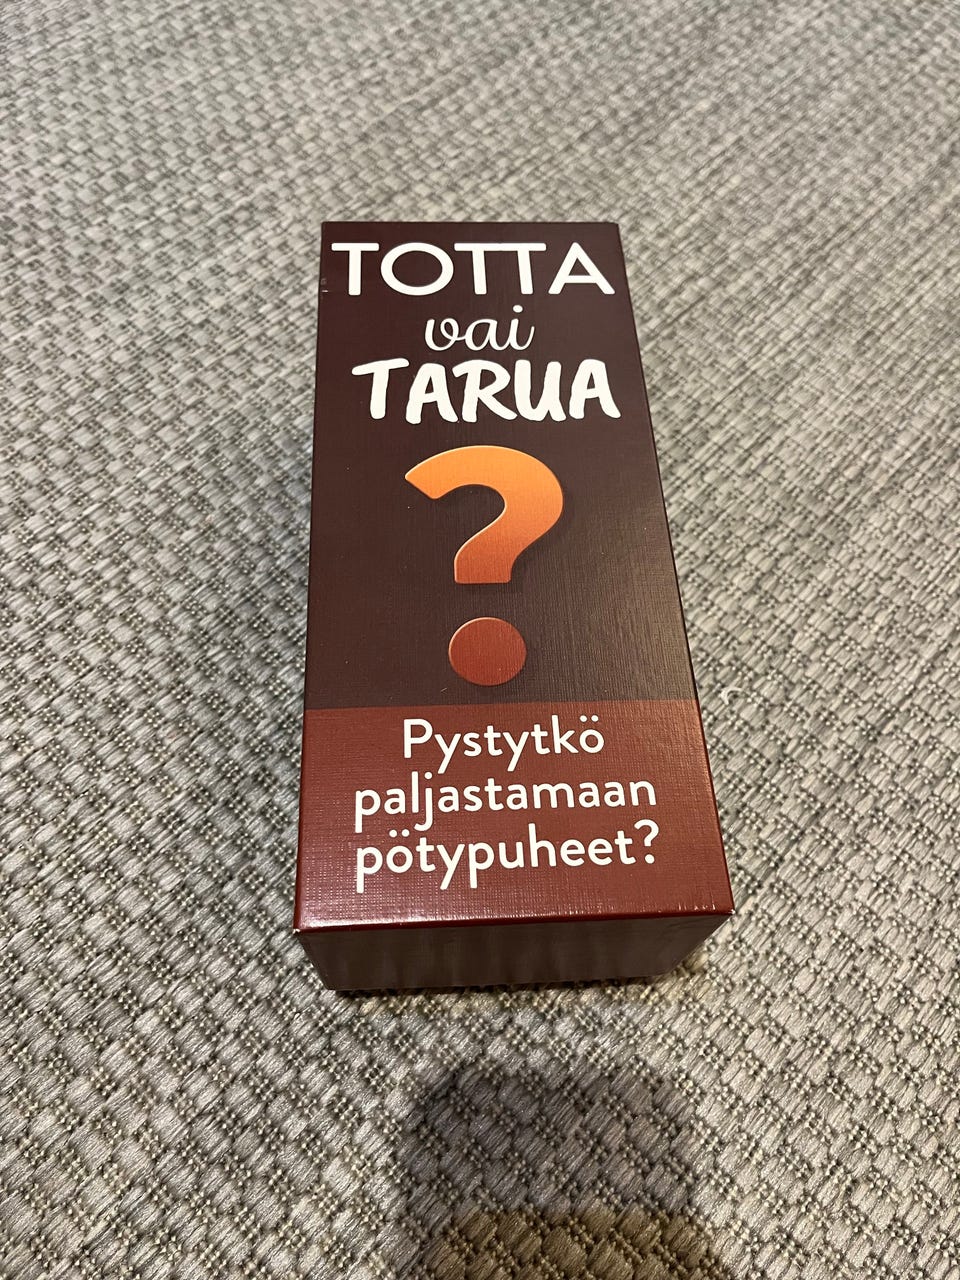 TOTTA
vai
TARUA
?
Pystytkö
paljastamaan
pötypuheet?